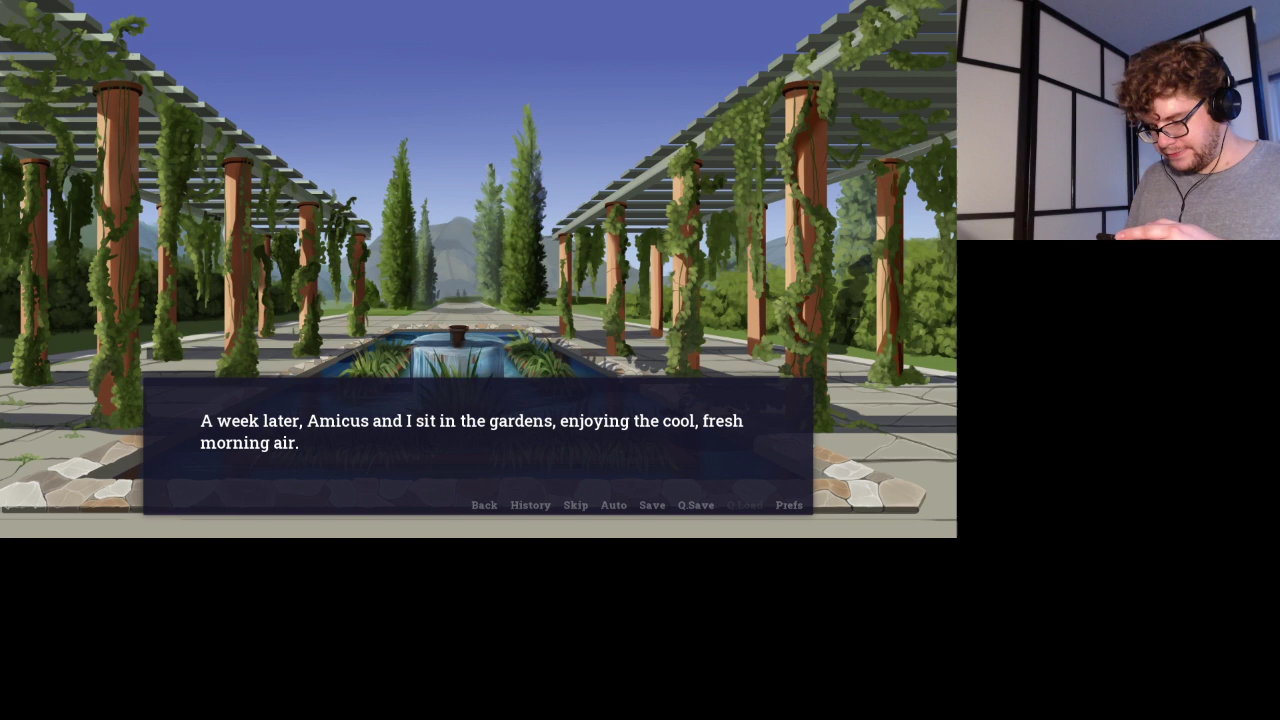 A week later, Amicus and I sit in the gardens, enjoying the cool, fresh
morning air.
Back History Skip Auto Save Q.Save Q.Load Prefs